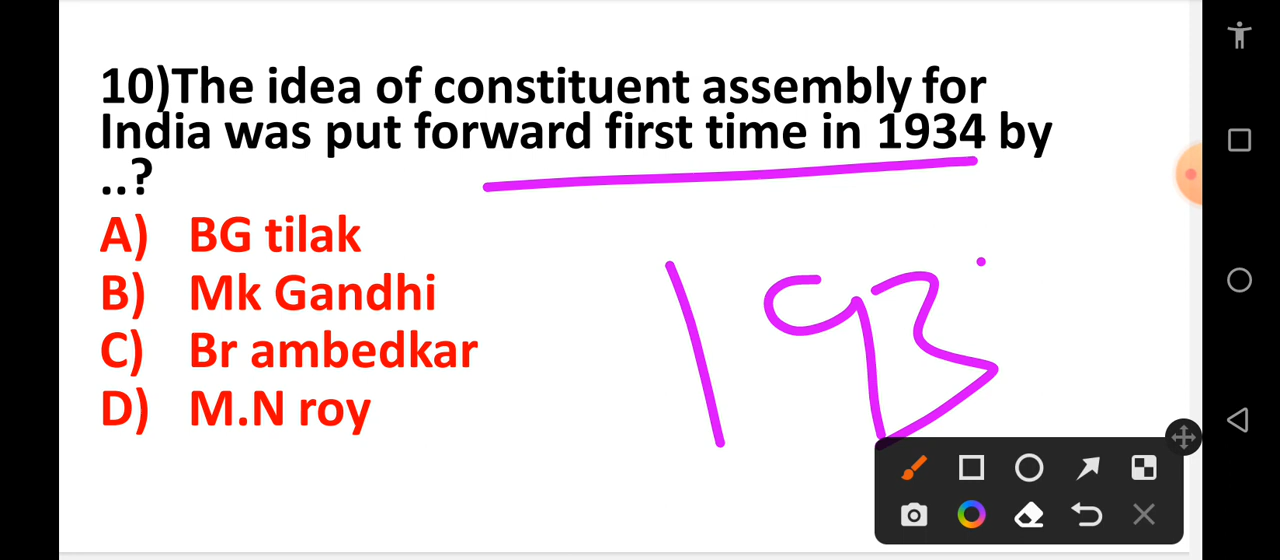 10)The idea of constituent assembly for
India was put forward first time in 1934 by
..?
A) BG tilak
B) Mk Gandhi
C) Br ambedkar
D) M.N roy
193